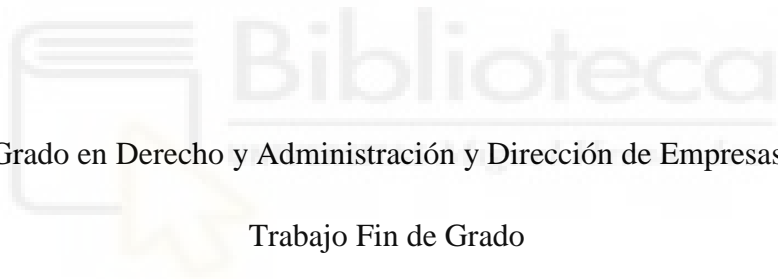 Biblioteca
Grado en Derecho y Administración y Dirección de Empresas
Trabajo Fin de Grado